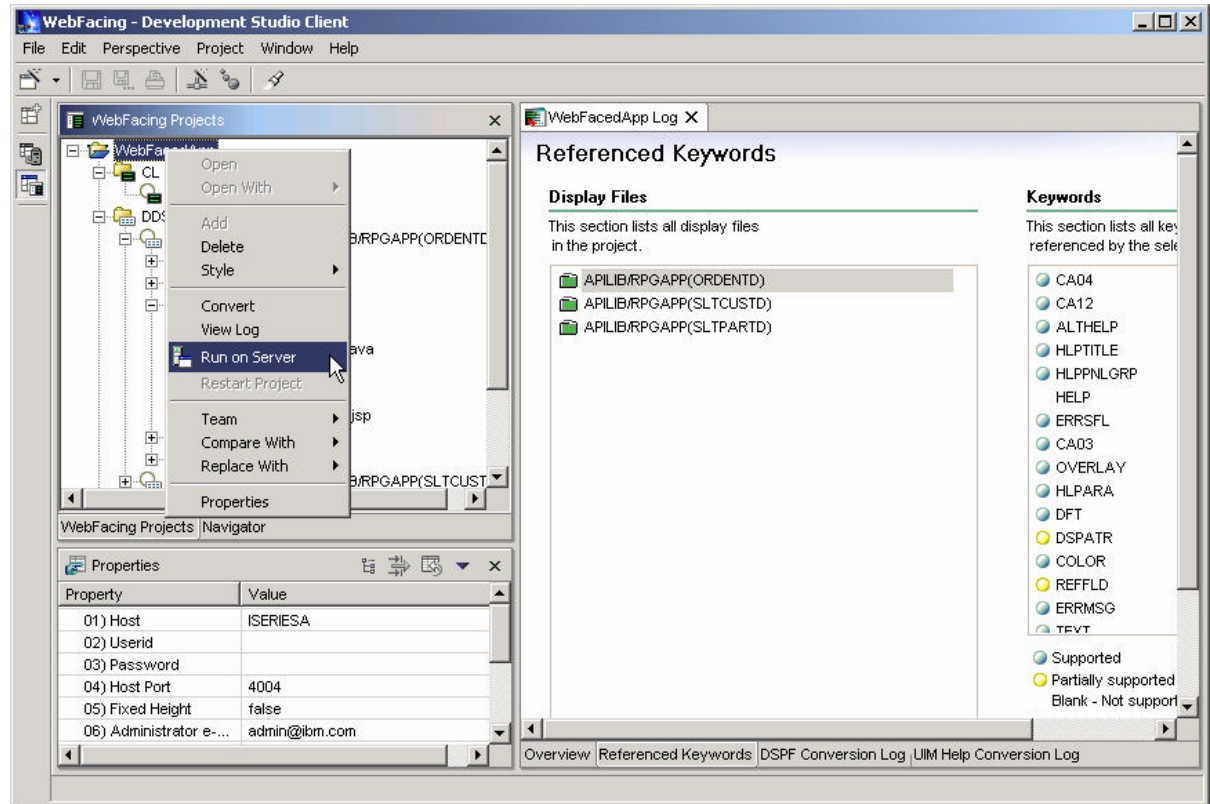 WebFacing - Development Studio Client
File Edit Perspective Project Window Help
WebFacing Projects
WebFacedApp
CL
DDS
B/RPGAPP(ORDENTD
ava
jsp
B/RPGAPP(SLTCUST
Open
Open With
Add
Delete
Style
Convert
View Log
Run on Server
Restart Project
Team
Compare With
Replace With
Properties
WebFacing Projects Navigator
Properties
Property Value
01) Host ISERIESA
02) Userid
03) Password
04) Host Port 4004
05) Fixed Height false
06) Administrator e-... admin@ibm.com
WebFacedApp Log
Referenced Keywords
Display Files
This section lists all display files
in the project.
APILIB/RPGAPP(ORDENTD)
APILIB/RPGAPP(SLTCUSTD)
APILIB/RPGAPP(SLTPARTD)
Keywords
This section lists all key
referenced by the sele
CA04
CA12
ALTHELP
HLPTITLE
HLPPNLGRP
HELP
ERRSFL
CA03
OVERLAY
HLPARA
DFT
DSPATR
COLOR
REFFLD
ERRMSG
TEXT
Supported
Partially supported
Blank - Not support
Overview Referenced Keywords DSPF Conversion Log UIM Help Conversion Log